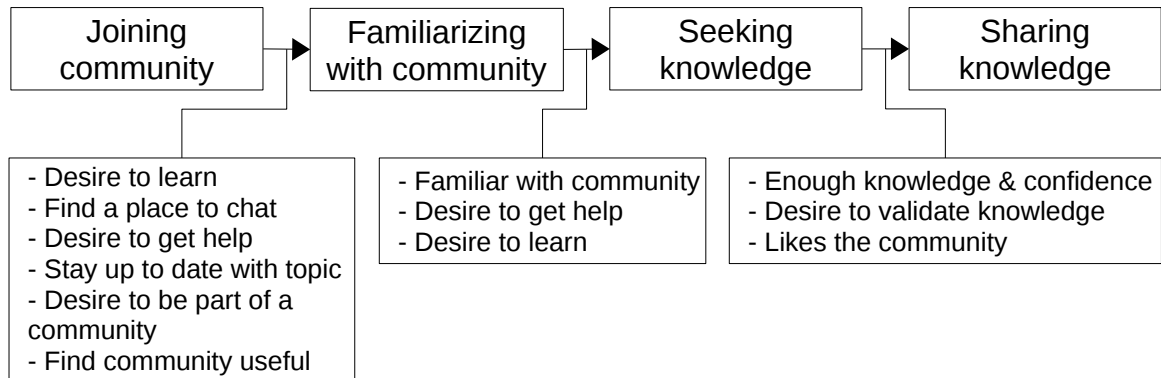 Joining
community
Familiarizing
with community
Seeking
knowledge
Sharing
knowledge
- Desire to learn
- Find a place to chat
- Desire to get help
- Stay up to date with topic
- Desire to be part of a
community
- Find community useful
- Familiar with community
- Desire to get help
- Desire to learn
- Enough knowledge & confidence
- Desire to validate knowledge
- Likes the community